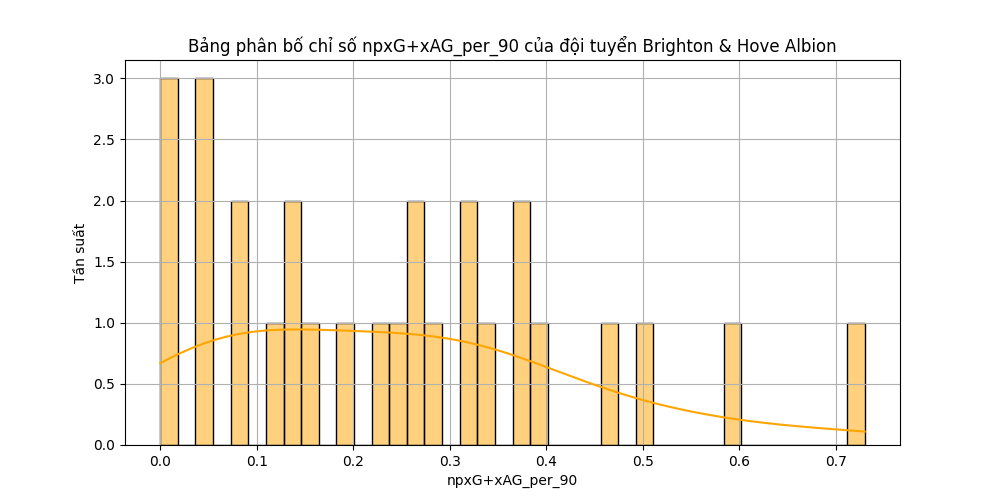 Bảng phân bố chỉ số npxG+xAG_per_90 của đội tuyển Brighton & Hove Albion
Tần suất
3.0
2.5
2.0
1.5
1.0
0.5
0.0
0.0 0.1 0.2 0.3 0.4 0.5 0.6 0.7
npxG+xAG_per_90